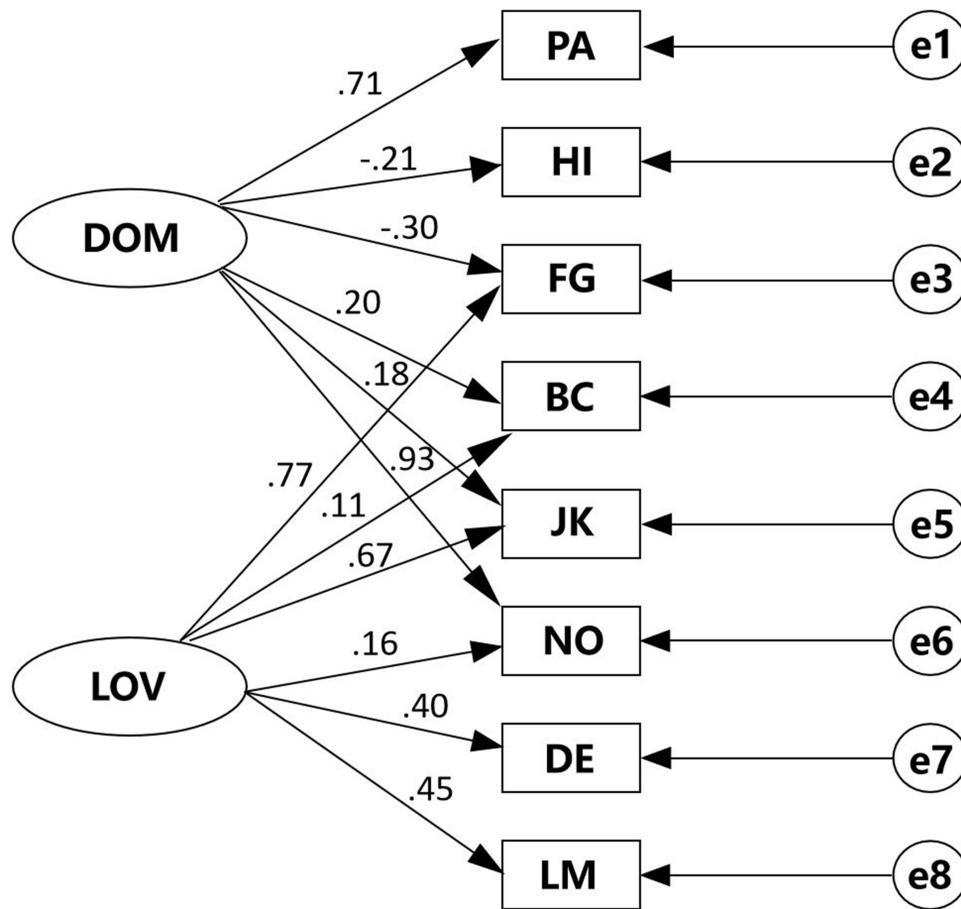 PA
e1
.71
HI
e2
-.21
DOM
-.30
FG
e3
.20
.18
BC
e4
.77
.93
.11
JK
e5
.67
NO
e6
.16
LOV
.40
DE
e7
.45
LM
e8